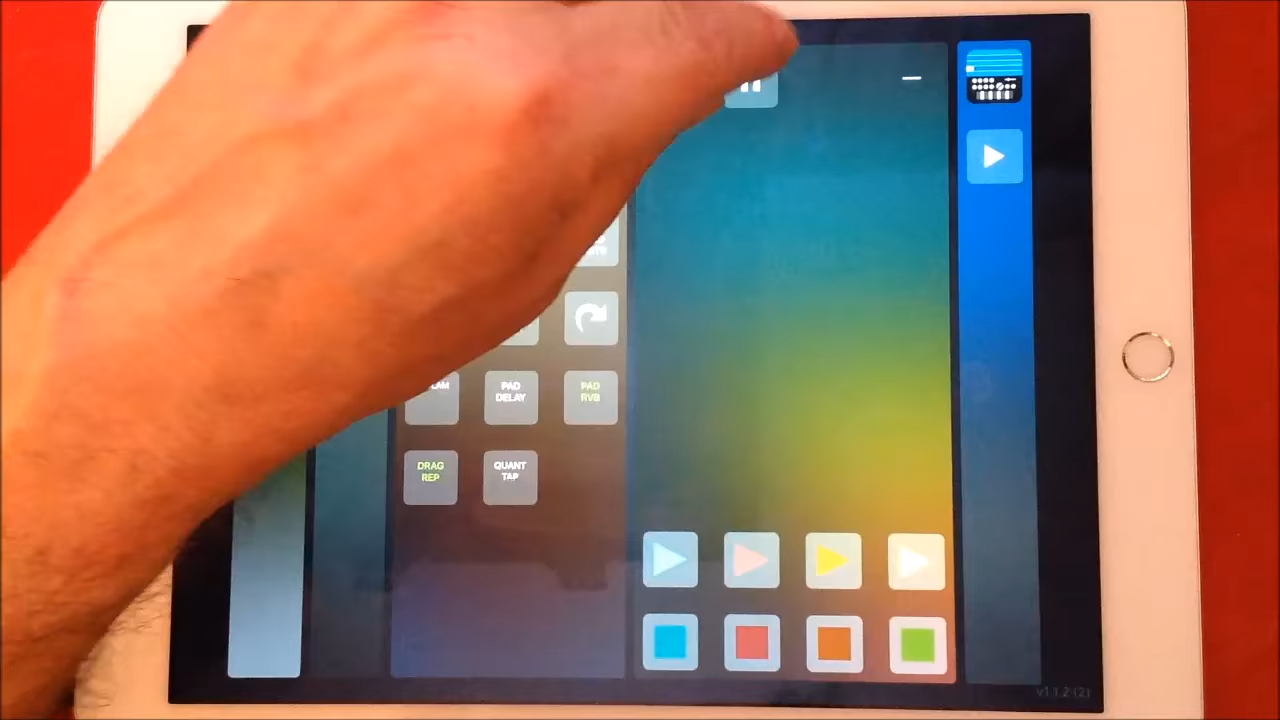 PAD
DELAY
PAD
RVB
DRAG
REP
QUANT
TAP
v1.1.2 (2)